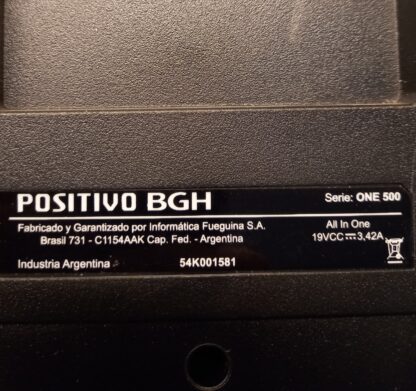 POSITIVO BGH Serie: ONE 500
Fabricado y Garantizado por Informática Fueguina S.A. All In One
Brasil 731 - C1154AAK Cap. Fed. - Argentina 19VCC⎓3,42A
Industria Argentina 54K001581